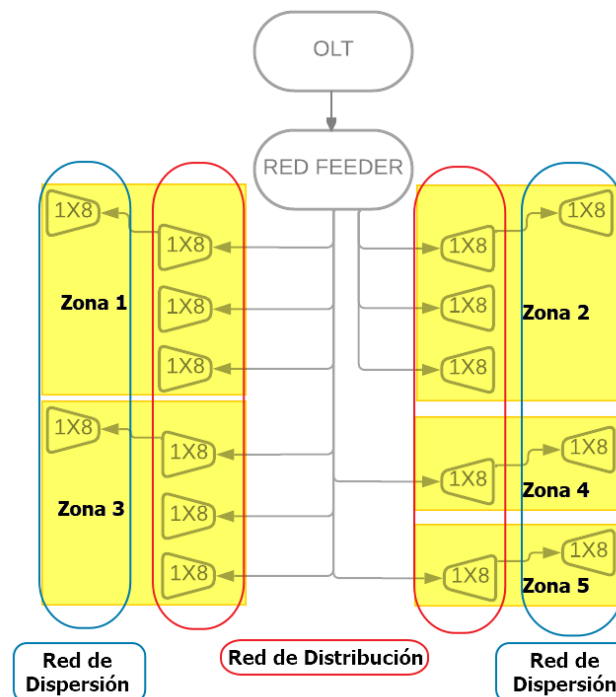 OLT
RED FEEDER
1X8
1X8
1X8
1X8
1X8
1X8
Zona 1
Zona 2
1X8
1X8
1X8
1X8
1X8
1X8
1X8
Zona 3
Zona 4
1X8
1X8
1X8
1X8
Zona 5
Red de
Dispersión
Red de Distribución
Red de
Dispersión